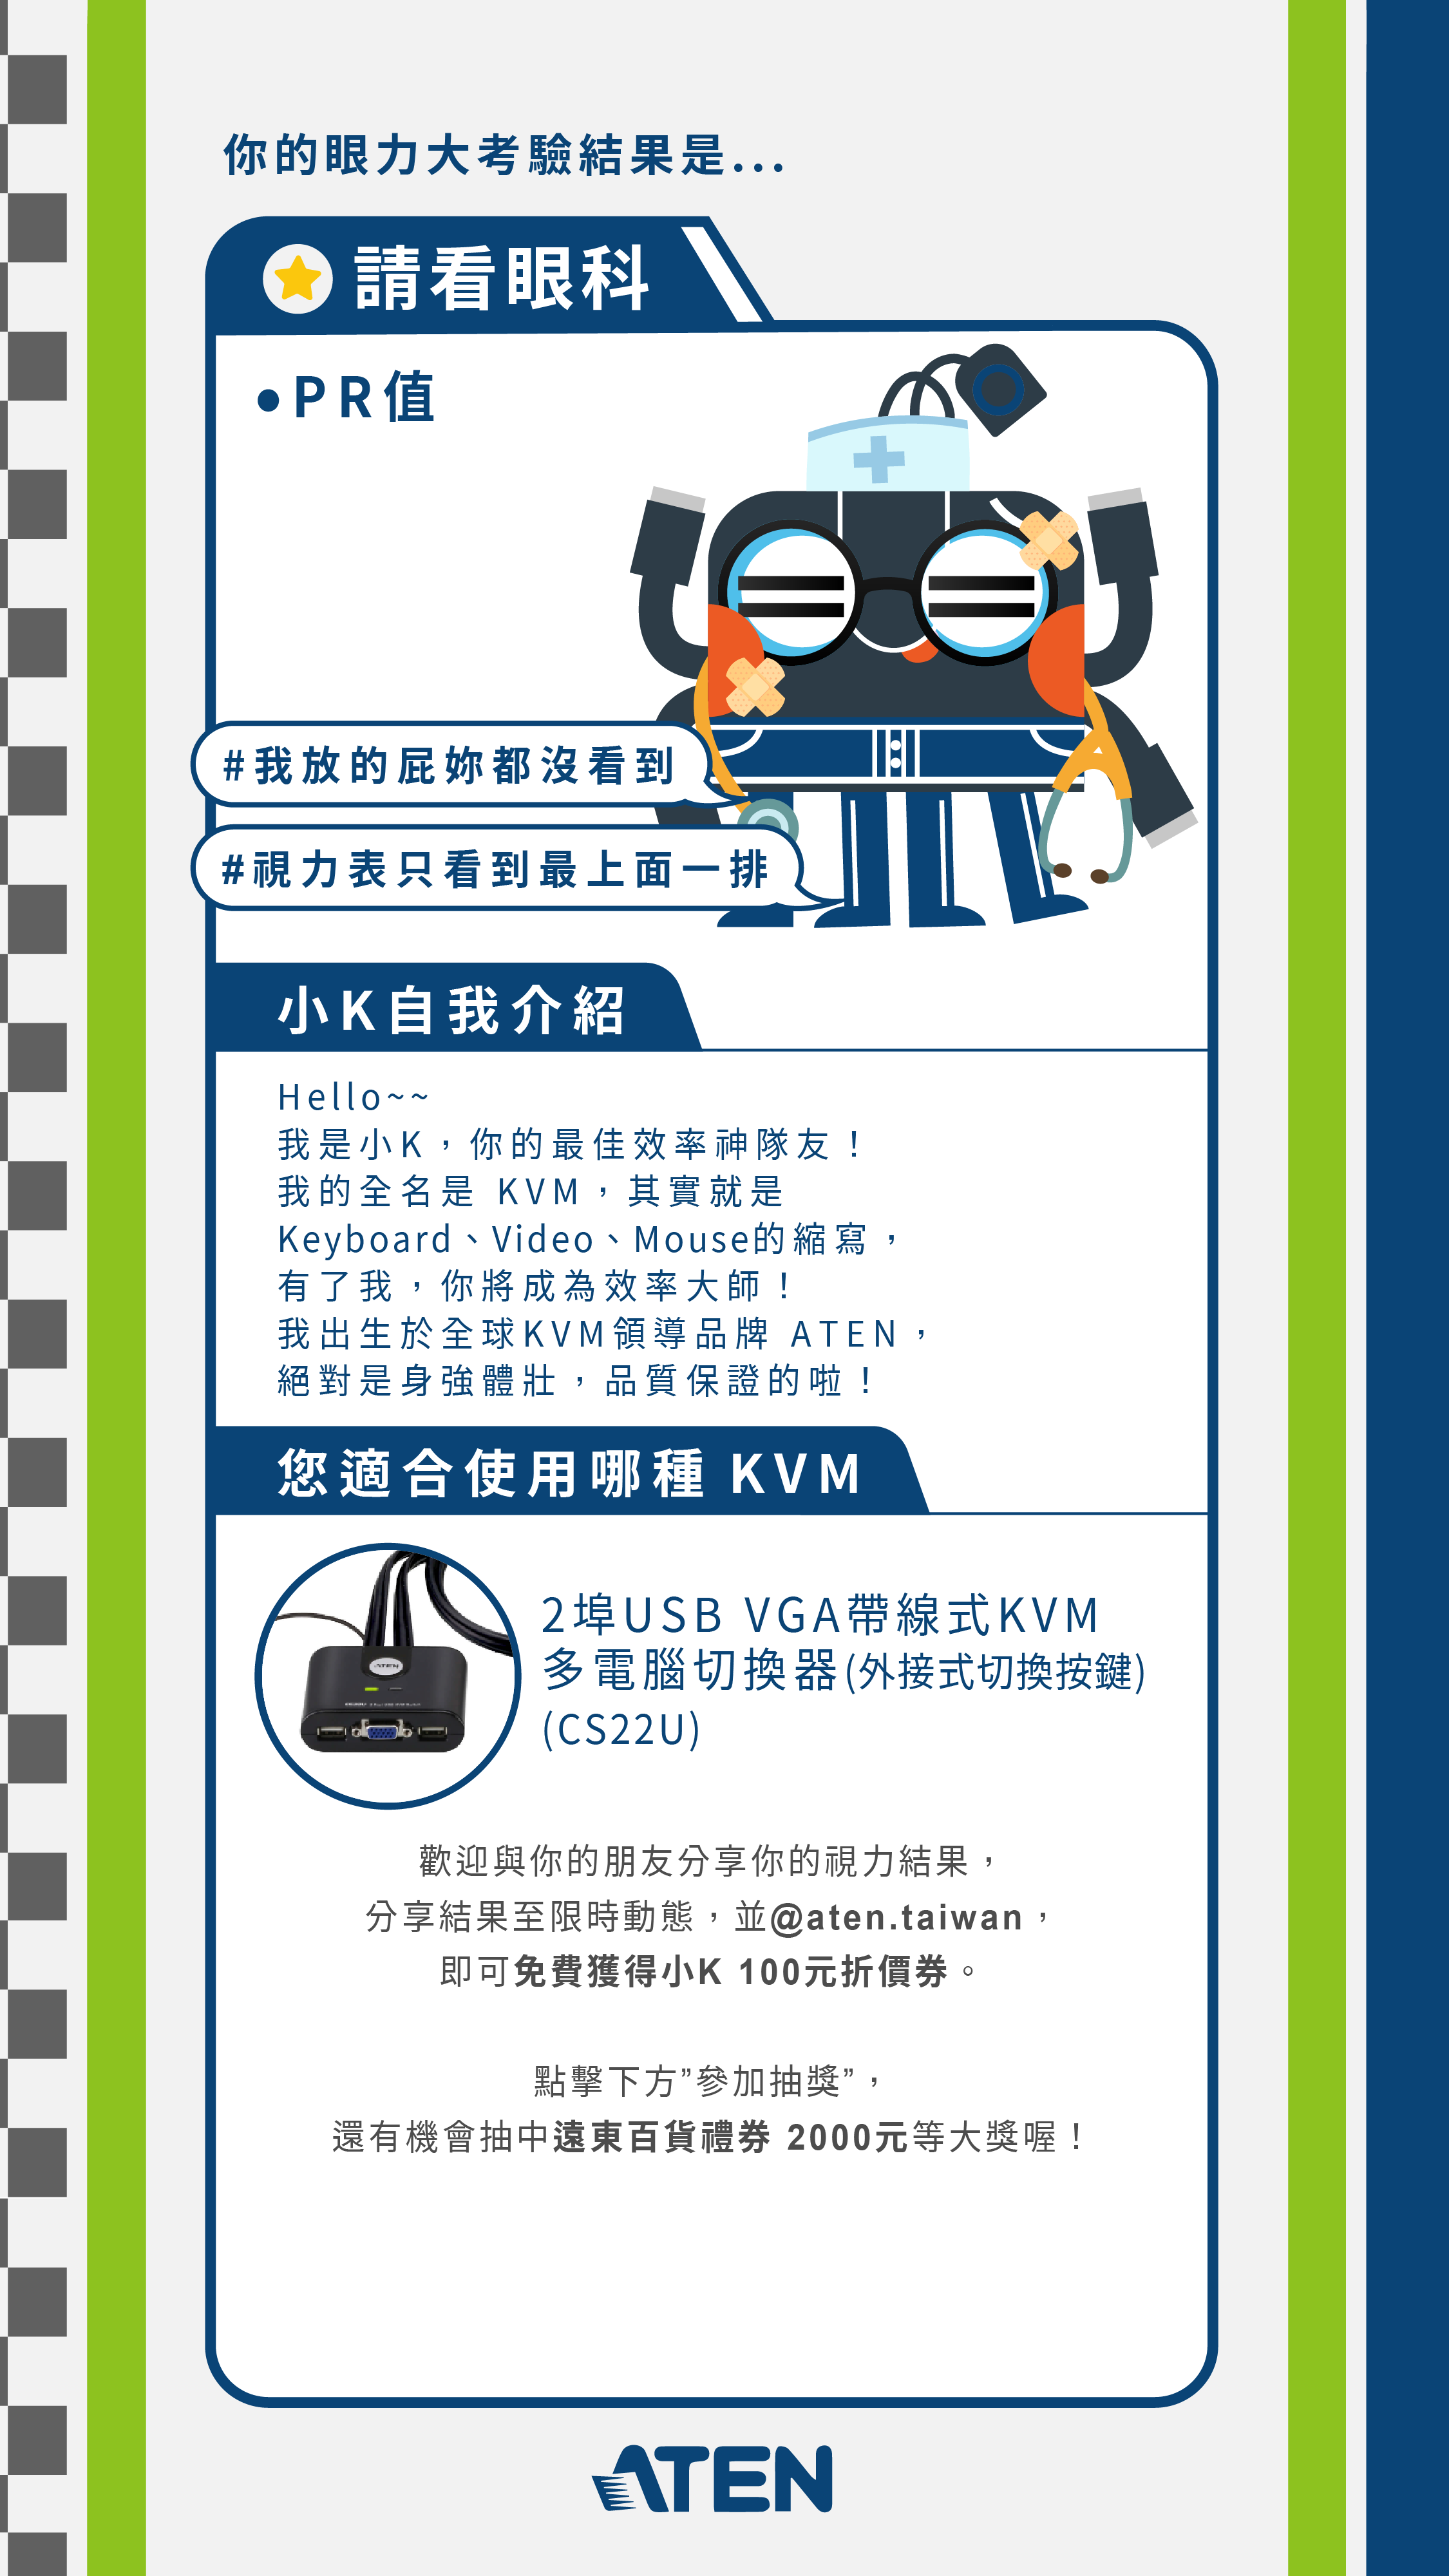 你的眼力大考驗結果是...
請看眼科
•PR值
#我放的屁妳都沒看到
#視力表只看到最上面一排
小K自我介紹
Hello~~
我是小K，你的最佳效率神隊友！
我的全名是 KVM，其實就是
Keyboard、Video、Mouse的縮寫，
有了我，你將成為效率大師！
我出生於全球KVM領導品牌 ATEN，
絕對是身強體壯，品質保證的啦！
您適合使用哪種 KVM
ATEN
2埠USB VGA帶線式KVM
多電腦切換器(外接式切換按鍵)
(CS22U)
歡迎與你的朋友分享你的視力結果，
分享結果至限時動態，並@aten.taiwan，
即可免費獲得小K 100元折價券。
點擊下方”參加抽獎”，
還有機會抽中遠東百貨禮券 2000元等大獎喔！
ATEN